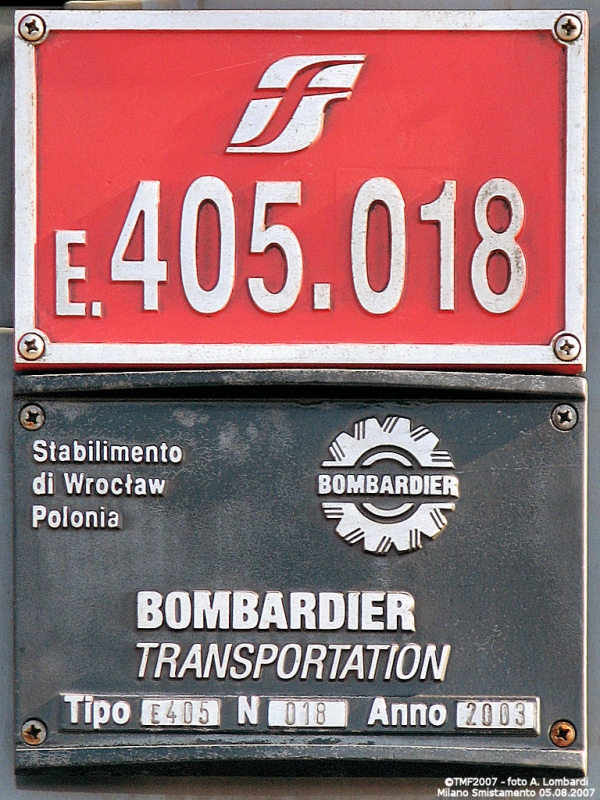 E.405.018
Stabilimento
di Wrocław
Polonia
BOMBARDIER
BOMBARDIER
TRANSPORTATION
Tipo E405 N 018 Anno 2003
©TMF2007 - foto A. Lombardi
Milano Smistamento 05.08.2007